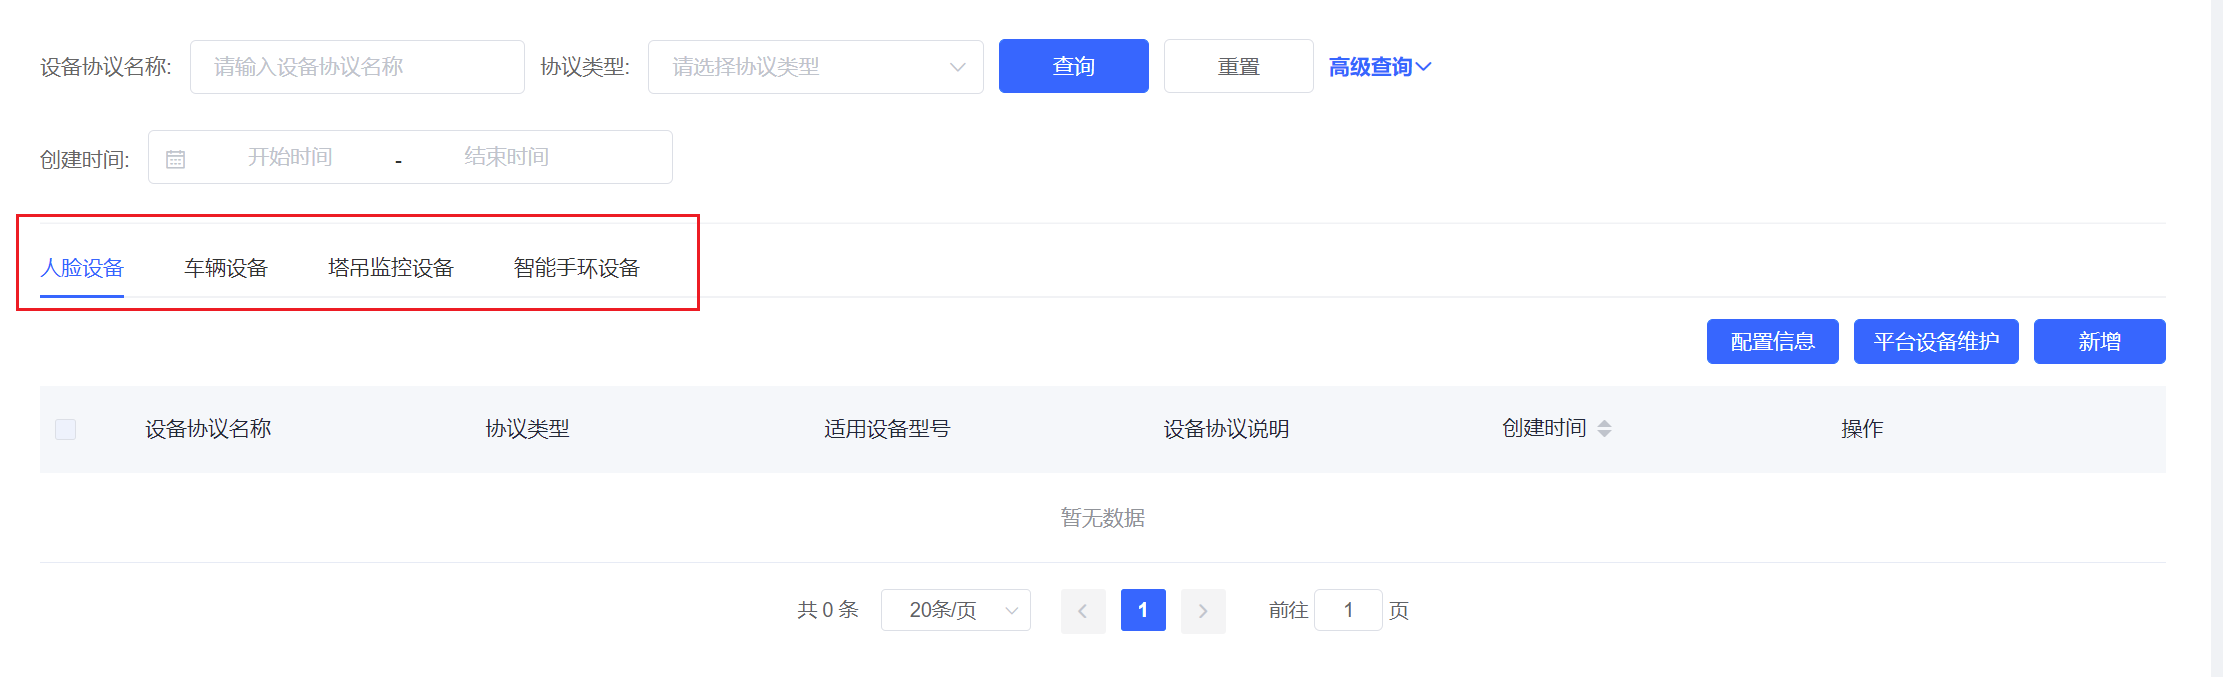 设备协议名称: 请输入设备协议名称 协议类型: 请选择协议类型 查询 重置 高级查询
创建时间: 开始时间 - 结束时间
人脸设备 车辆设备 塔吊监控设备 智能手环设备
配置信息 平台设备维护 新增
设备协议名称 协议类型 适用设备型号 设备协议说明 创建时间 操作
暂无数据
共 0 条 20条/页 1 前往 1 页